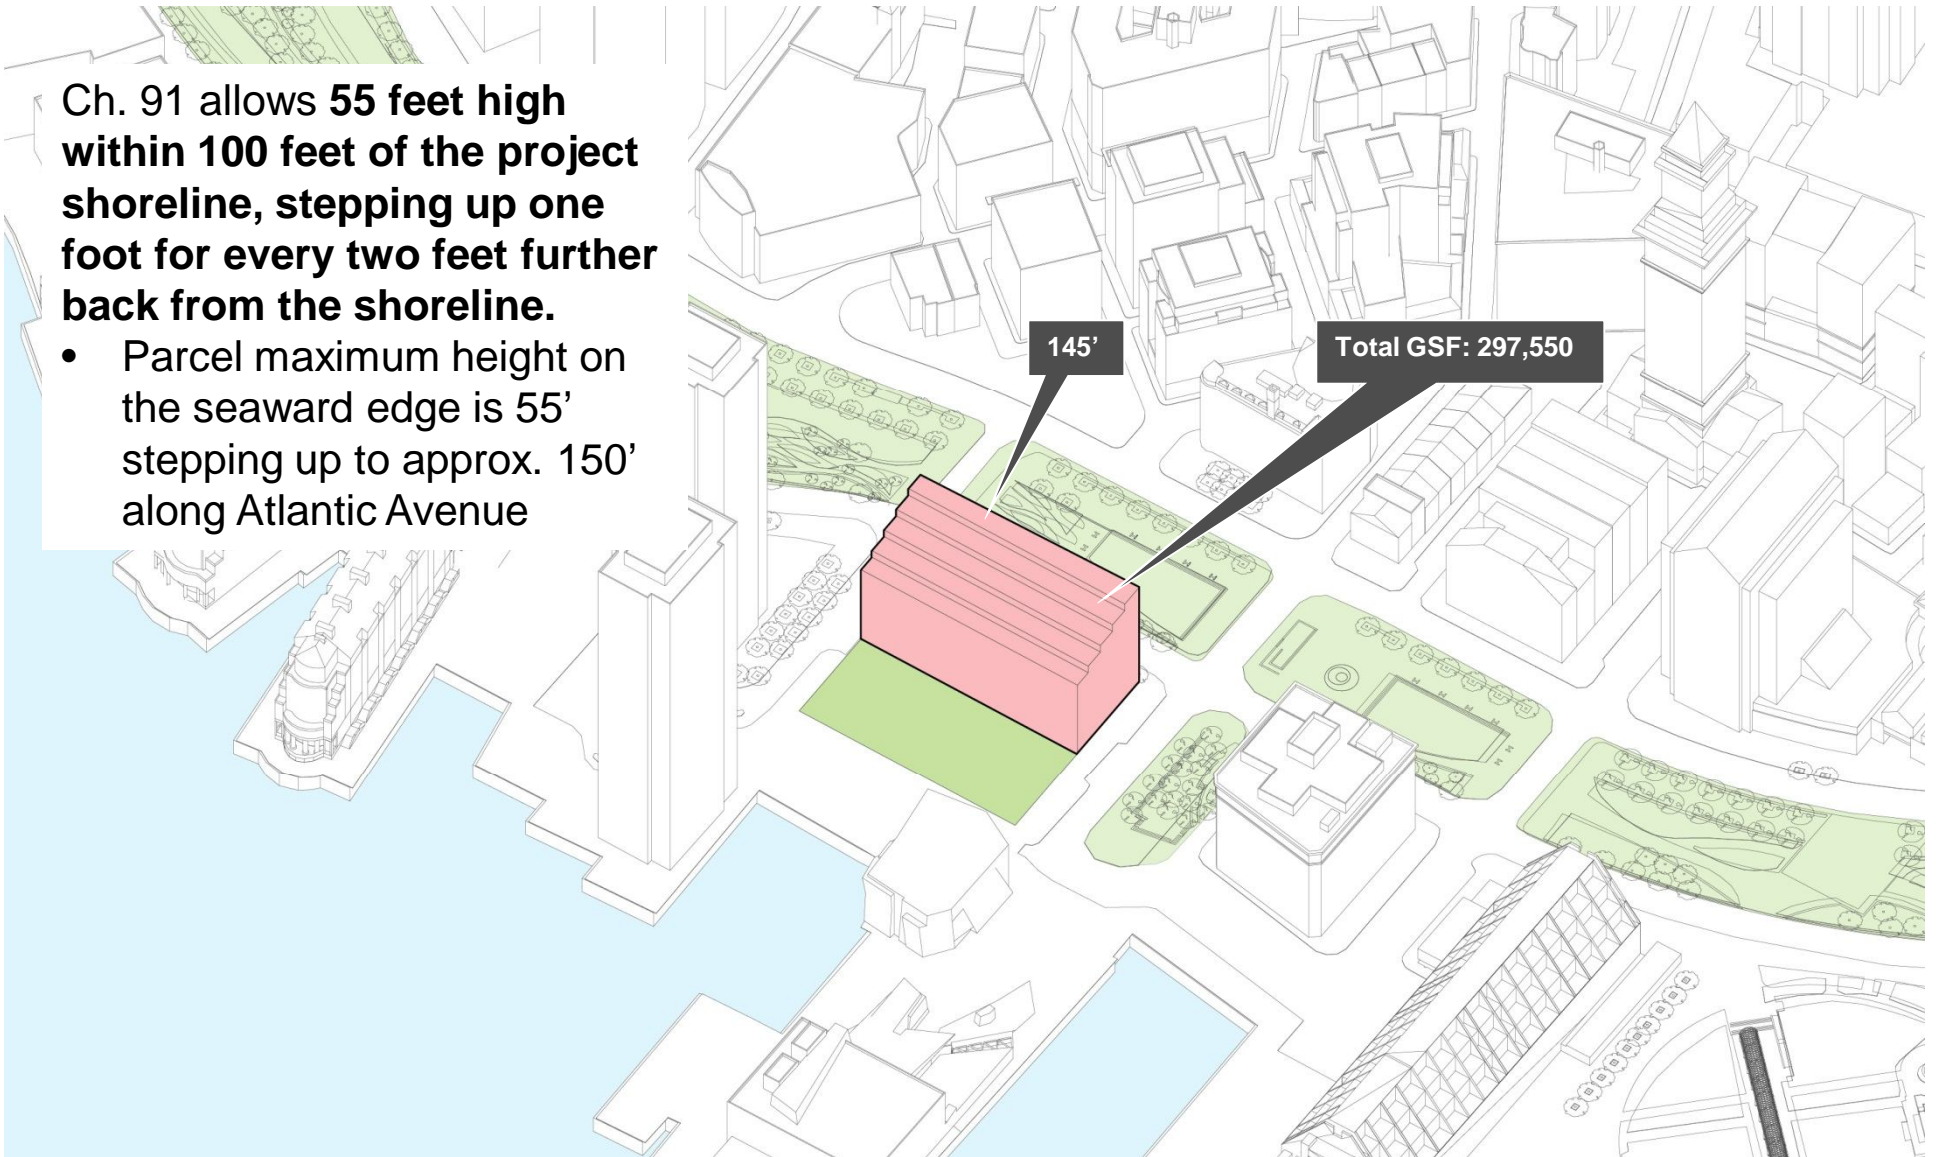 Ch. 91 allows 55 feet high
within 100 feet of the project
shoreline, stepping up one
foot for every two feet further
back from the shoreline.
• Parcel maximum height on
the seaward edge is 55’
stepping up to approx. 150’
along Atlantic Avenue
145’
Total GSF: 297,550